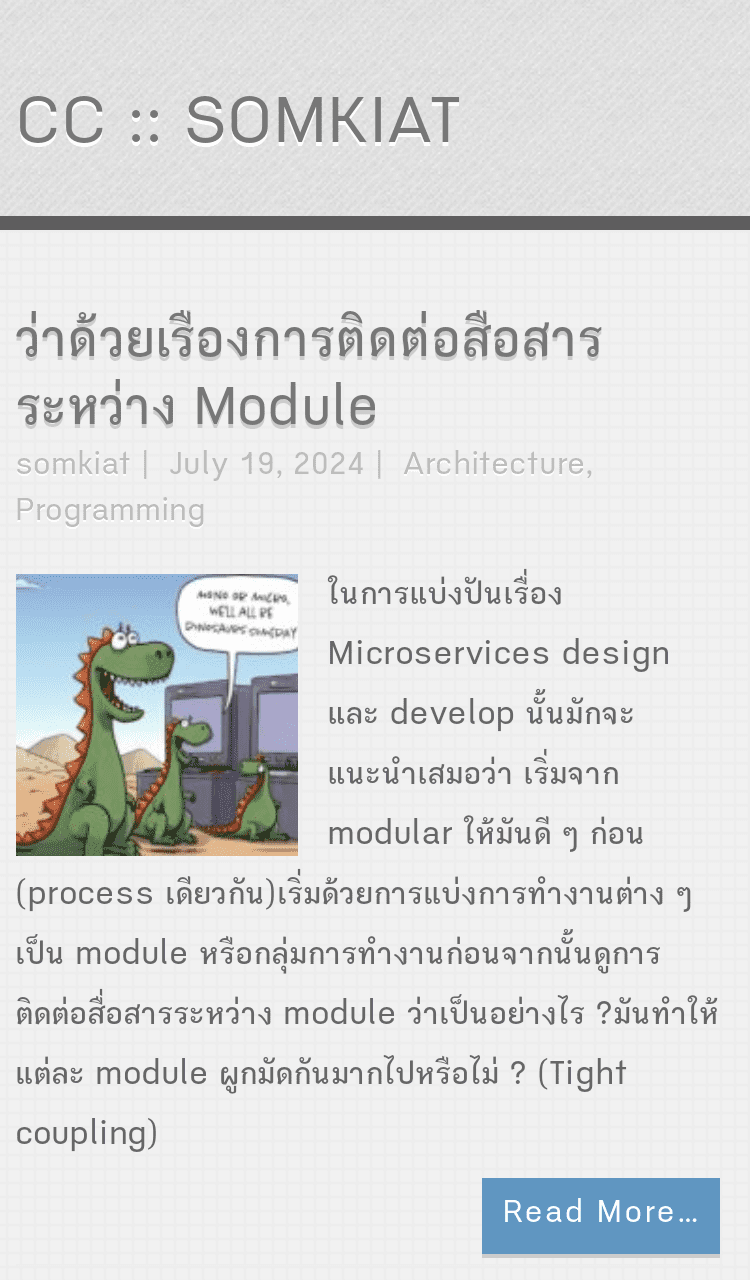 CC :: SOMKIAT
ว่าด้วยเรื่องการติดต่อสื่อสาร
ระหว่าง Module
somkiat | July 19, 2024 | Architecture,
Programming
MONO OR MICRO,
WE'LL ALL BE
DINOSAURS SOMEDAY
ในการแบ่งปันเรื่อง
Microservices design
และ develop นั้นมักจะ
แนะนำเสมอว่า เริ่มจาก
modular ให้มันดี ๆ ก่อน
(process เดียวกัน)เริ่มด้วยการแบ่งการทำงานต่าง ๆ
เป็น module หรือกลุ่มการทำงานก่อนจากนั้นดูการ
ติดต่อสื่อสารระหว่าง module ว่าเป็นอย่างไร ?มันทำให้
แต่ละ module ผูกมัดกันมากไปหรือไม่ ? (Tight
coupling)
Read More...